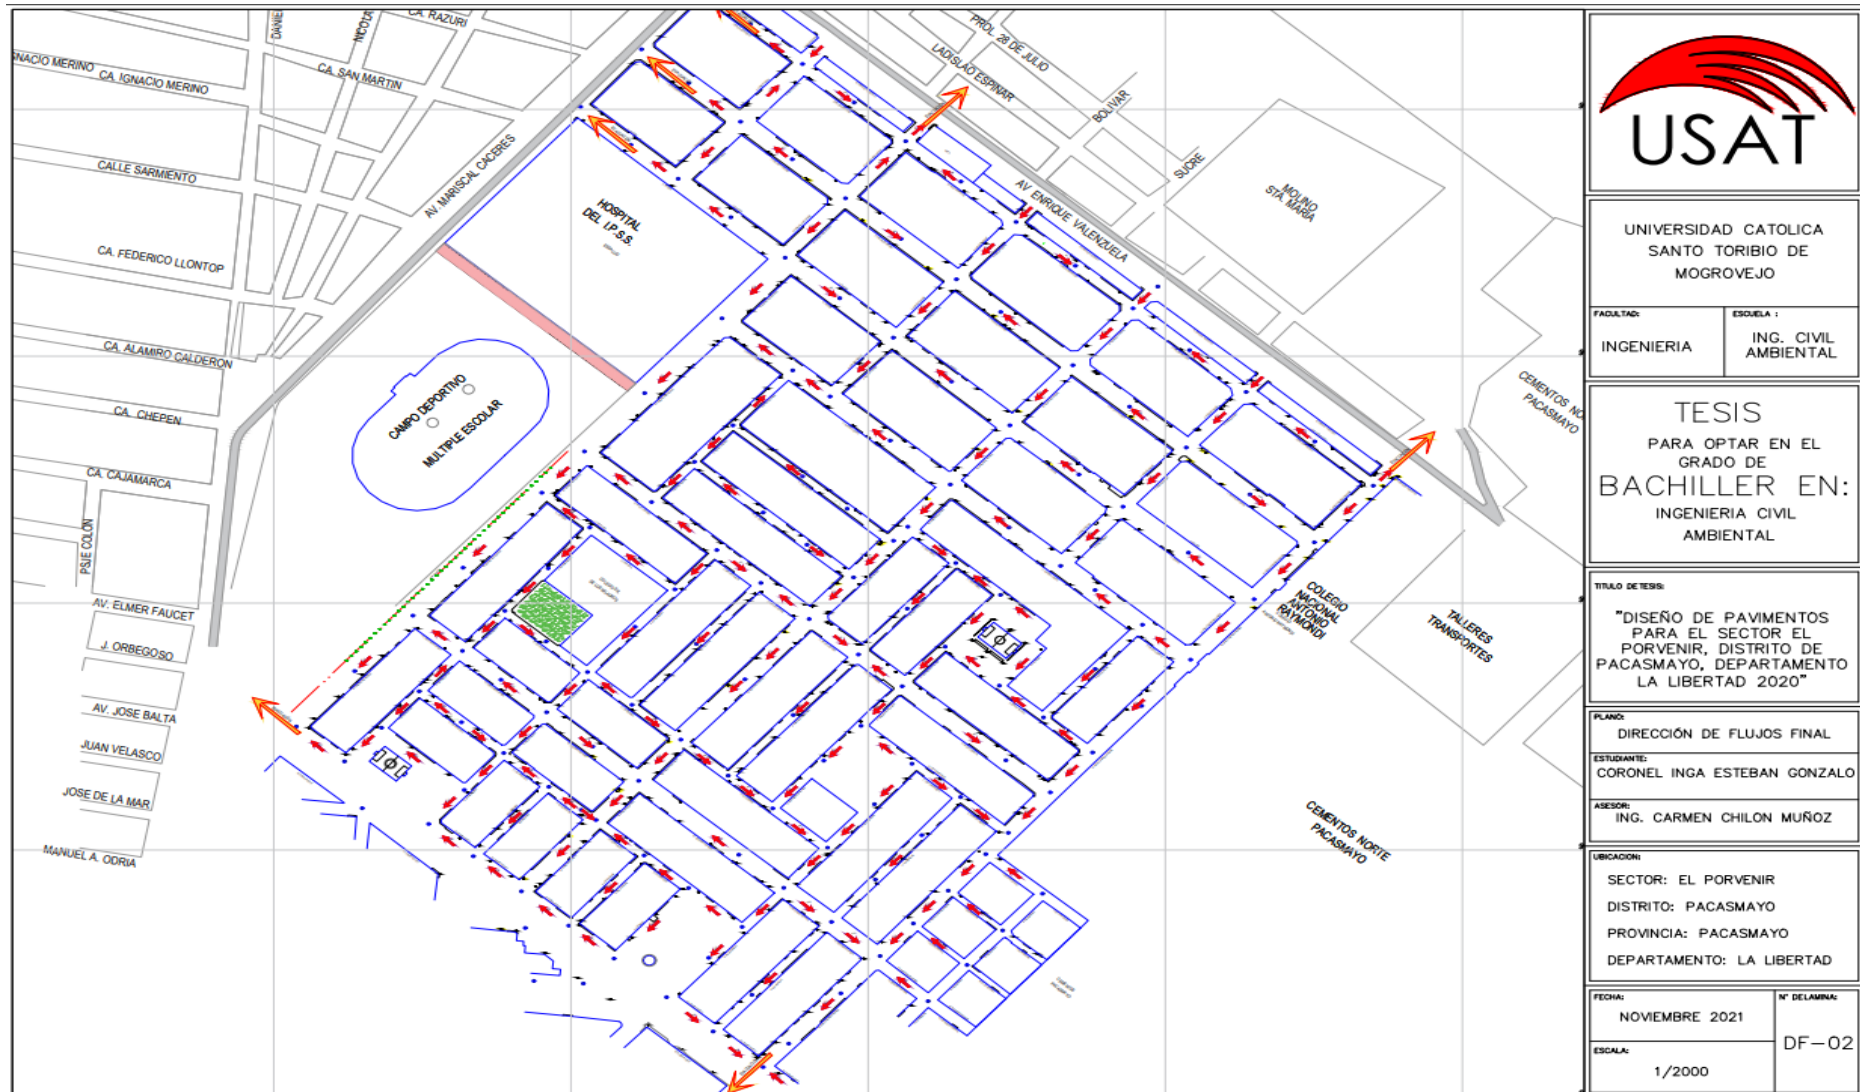 CA. RAZURI
CA. IGNACIO MERINO
CA. SAN MARTIN
CALLE SARMIENTO
AV. MARISCAL CACERES
CA. FEDERICO LLONTOP
CA. ALAMIRO CALDERON
CA. CHEPEN
CA. CAJAMARCA
PSJE COLON
AV. ELMER FAUCET
J. ORBEGOSO
AV. JOSE BALTA
JUAN VELASCO
JOSE DE LA MAR
MANUEL A. ODRIA
HOSPITAL
DEL I.P.S.S.
CAMPO DEPORTIVO
MULTIPLE ESCOLAR
PROL. 28 DE JULIO
LADISLAO ESPINAR
BOLIVAR
SUCRE
AV. ENRIQUE VALENZUELA
MOLINO
STA. MARIA
CEMENTOS NO
PACASMAYO
COLEGIO
NACIONAL
ANTONIO
RAYMONDI
TALLERES
TRANSPORTES
CEMENTOS NORTE
PACASMAYO
USAT
UNIVERSIDAD CATOLICA
SANTO TORIBIO DE
MOGROVEJO
FACULTAD:
INGENIERIA
ESCUELA :
ING. CIVIL
AMBIENTAL
TESIS
PARA OPTAR EN EL
GRADO DE
BACHILLER EN:
INGENIERIA CIVIL
AMBIENTAL
TITULO DE TESIS:
"DISEÑO DE PAVIMENTOS
PARA EL SECTOR EL
PORVENIR, DISTRITO DE
PACASMAYO, DEPARTAMENTO
LA LIBERTAD 2020"
PLANO:
DIRECCIÓN DE FLUJOS FINAL
ESTUDIANTE:
CORONEL INGA ESTEBAN GONZALO
ASESOR:
ING. CARMEN CHILON MUÑOZ
UBICACION:
SECTOR: EL PORVENIR
DISTRITO: PACASMAYO
PROVINCIA: PACASMAYO
DEPARTAMENTO: LA LIBERTAD
FECHA:
NOVIEMBRE 2021
ESCALA:
1/2000
N° DE LAMINA:
DF-02